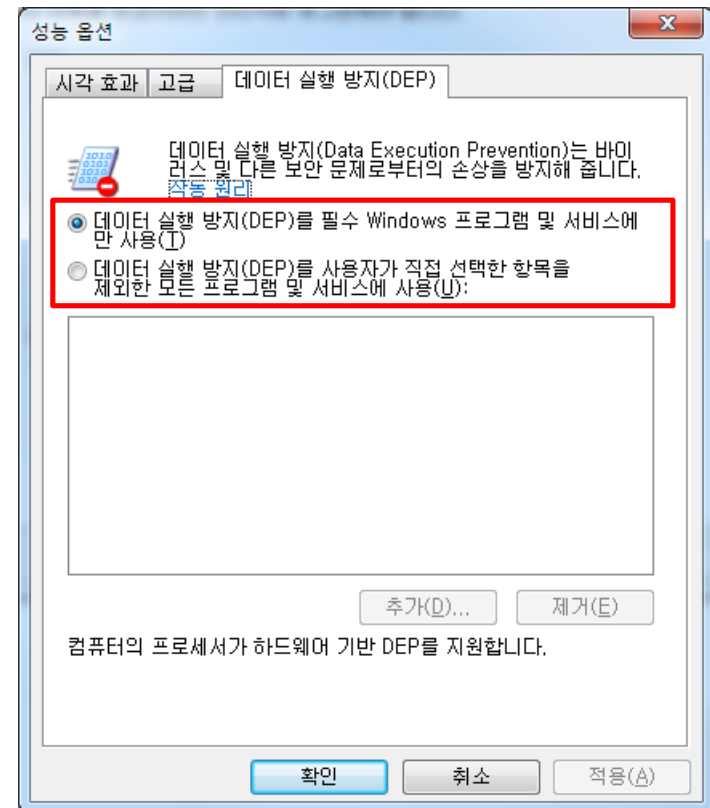 성능 옵션
시각 효과
고급
데이터 실행 방지(DEP)
데이터 실행 방지(Data Execution Prevention)는 바이
러스 및 다른 보안 문제로부터의 손상을 방지해 줍니다.
작동 원리
데이터 실행 방지(DEP)를 필수 Windows 프로그램 및 서비스에
만 사용(T)
데이터 실행 방지(DEP)를 사용자가 직접 선택한 항목을
제외한 모든 프로그램 및 서비스에 사용(U):
추가(D)...
제거(E)
컴퓨터의 프로세서가 하드웨어 기반 DEP를 지원합니다.
확인
취소
적용(A)